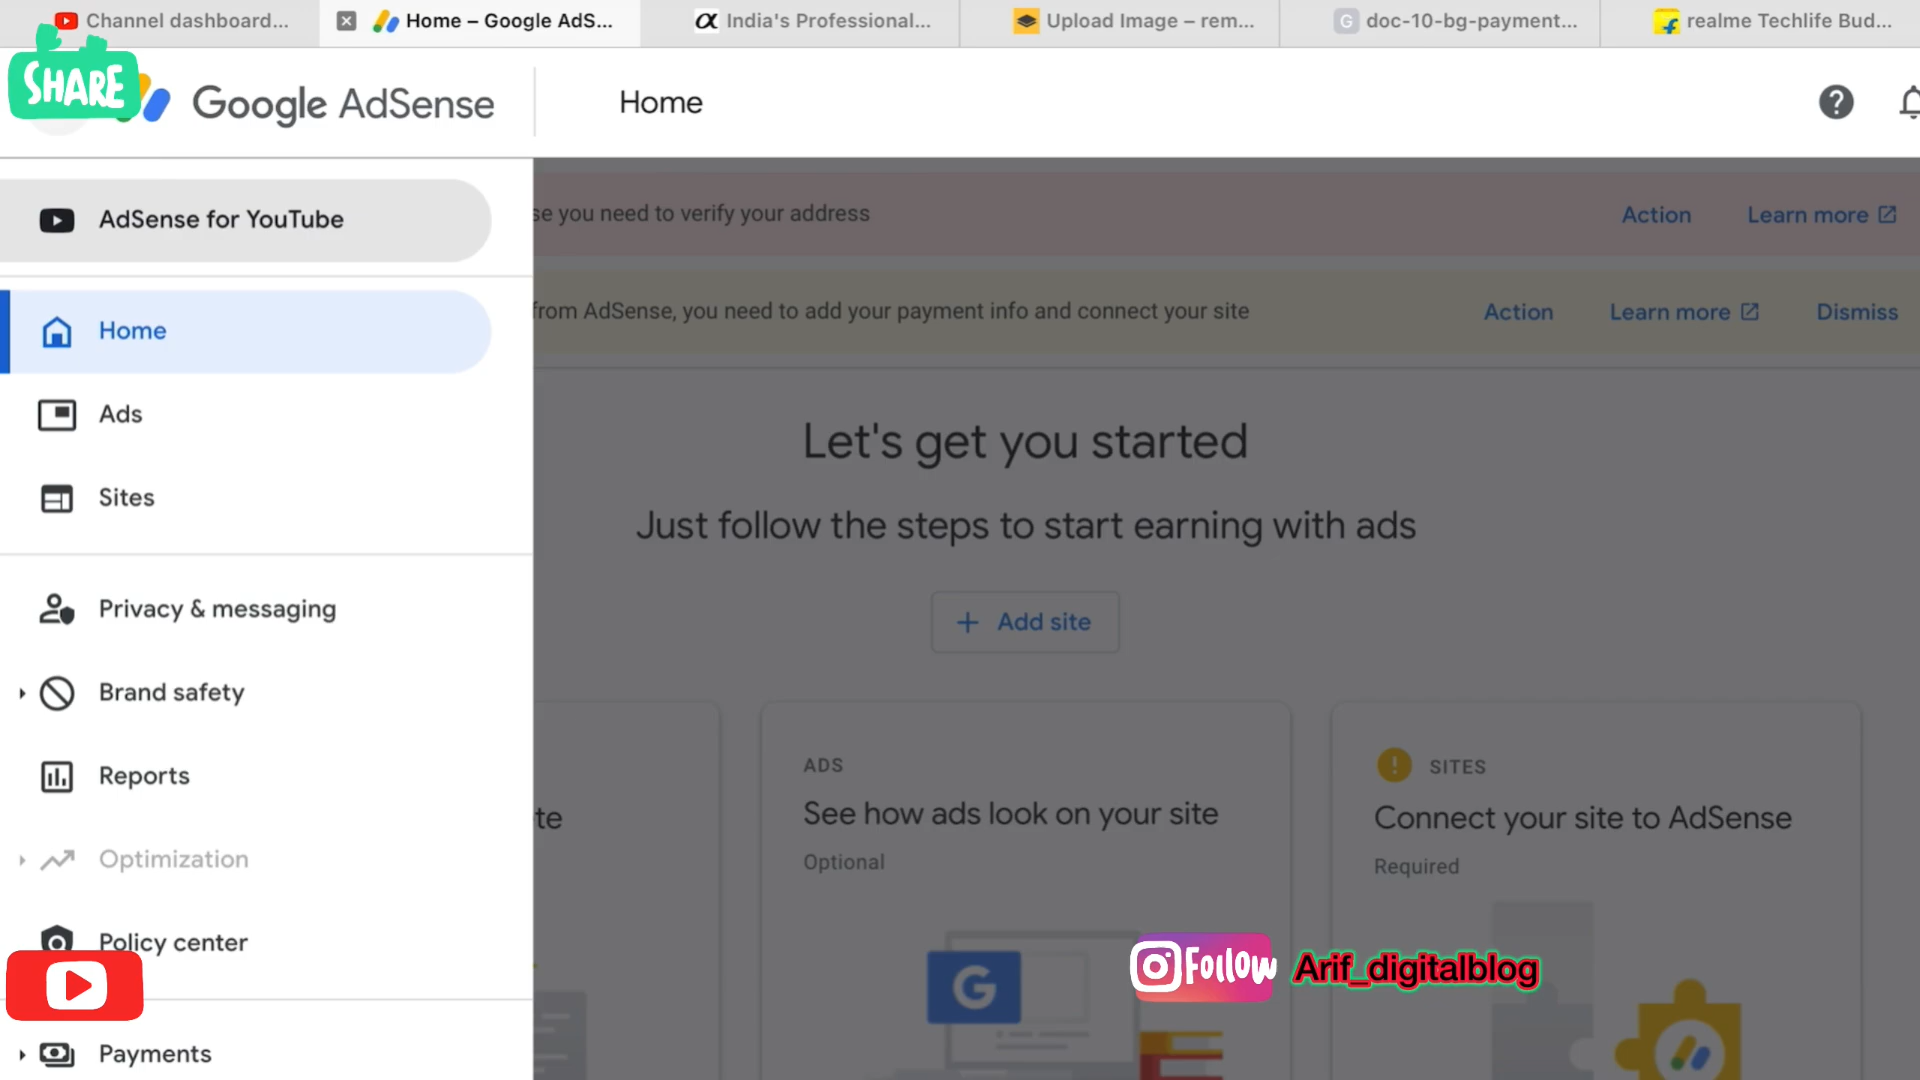 Channel dashboard...
Home – Google AdS...
India's Professional...
Upload Image – rem...
G doc-10-bg-payment...
realme Techlife Bud...
SHARE
Google AdSense
Home
AdSense for YouTube
se you need to verify your address
Action
Learn more
Home
from AdSense, you need to add your payment info and connect your site
Action
Learn more
Dismiss
Ads
Let's get you started
Sites
Just follow the steps to start earning with ads
+ Add site
Privacy & messaging
Brand safety
Reports
te
ADS
See how ads look on your site
Optional
SITES
Connect your site to AdSense
Required
Optimization
Policy center
G
Follow
Arif_digitalblog
Payments